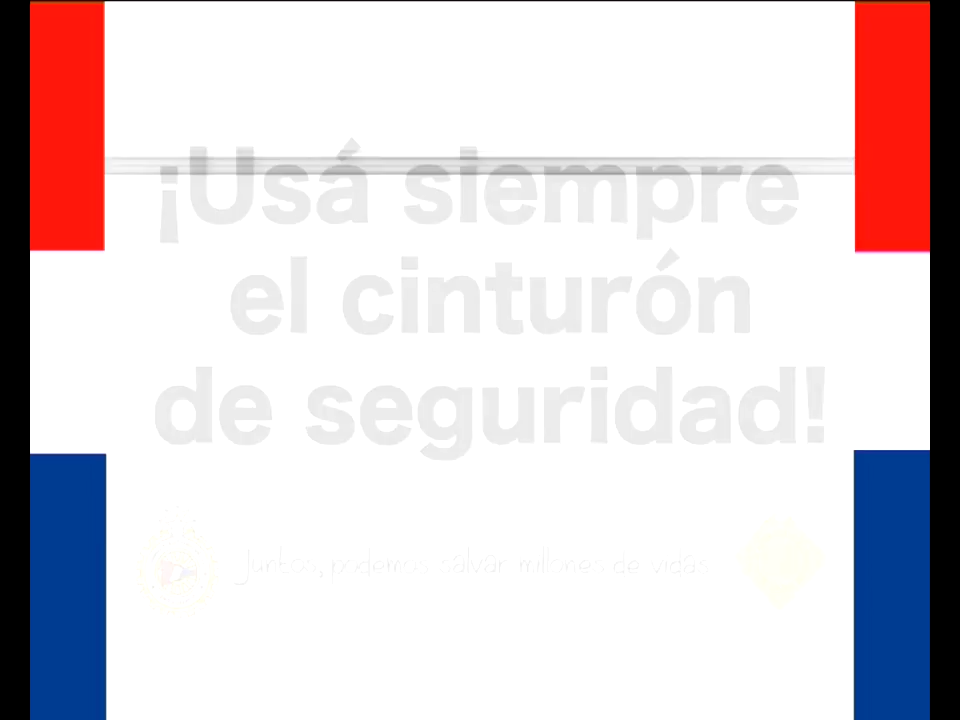 ¡Usá siempre
el cinturón
de seguridad!
Juntos, podemos salvar millones de vidas.